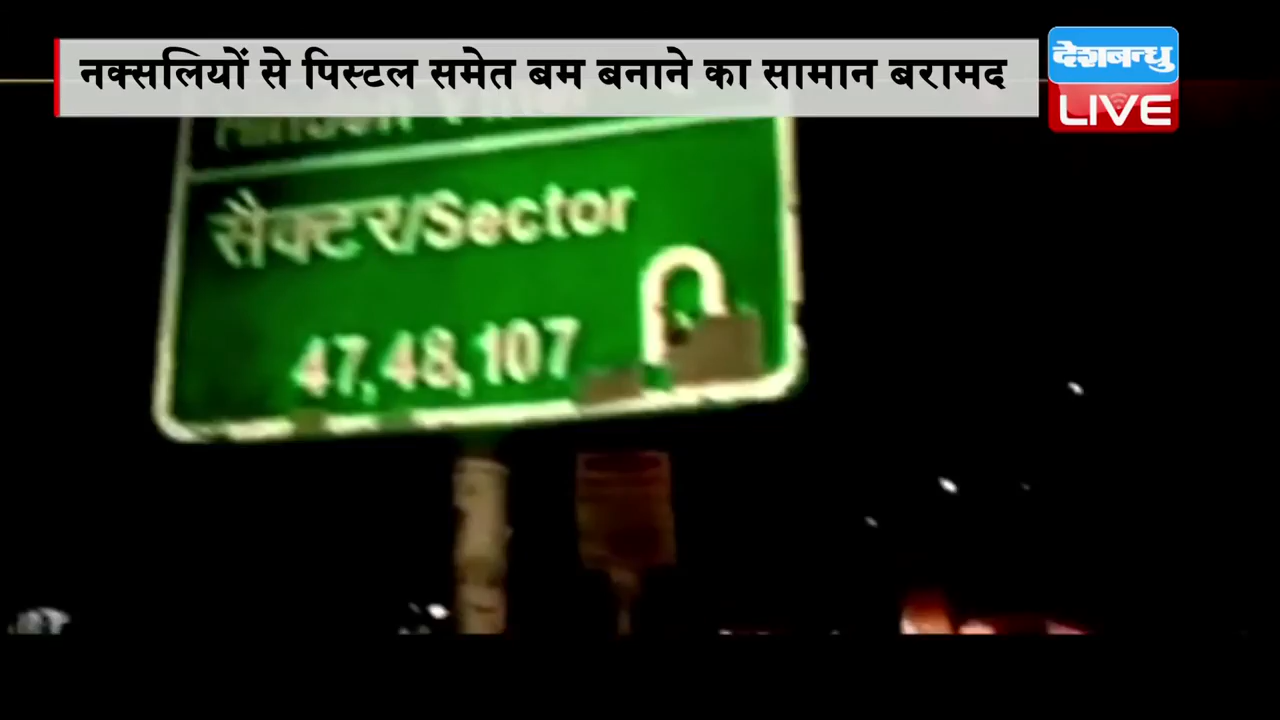 नक्सलियों से पिस्टल समेत बम बनाने का सामान बरामद
देशबन्धु
LIVE
सैक्टर/Sector
47,48,107